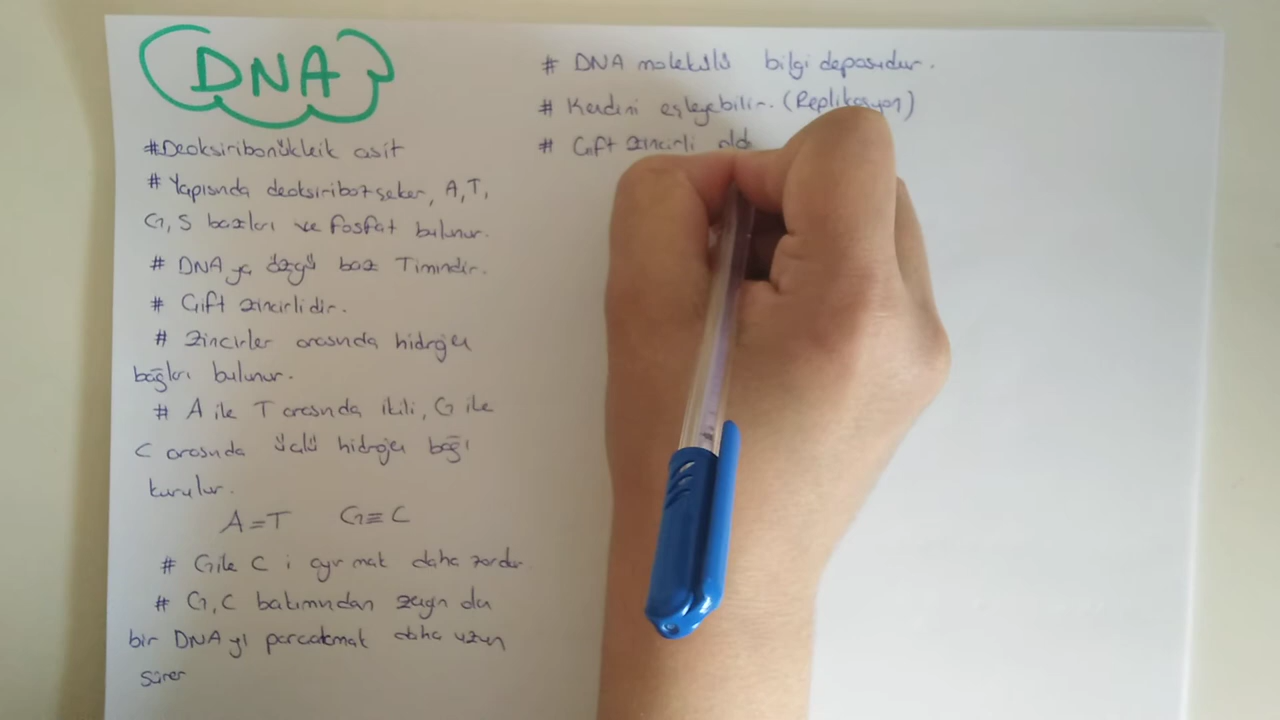 DNA
#Deoksiribonükleik asit
# Yapısında deoksiriboz şeker, A,T,
G,S bazları ve fosfat bulunur.
# DNA ya özgü baz Timindir.
# Çift zincirlidir.
# Zincirler arasında hidrojen
bağları bulunur.
# A ile T arasında ikili, G ile
C arasında üçlü hidrojen bağı
kurulur.
A=T G≡C
# G ile C i ayırmak daha zordur.
# G,C bakımından zengin olan
bir DNA yı parçalamak daha uzun
sürer
# DNA molekülü bilgi deposudur.
# Kendini eşleyebilir. (Replikasyon)
# Çift zincirli old